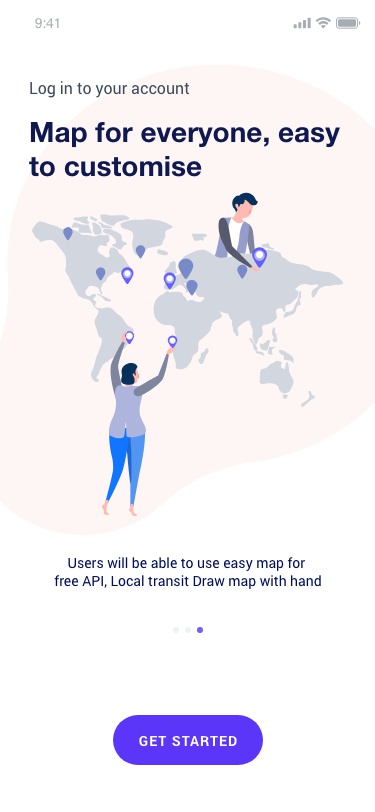 9:41
Log in to your account
Map for everyone, easy
to customise
Users will be able to use easy map for
free API, Local transit Draw map with hand
GET STARTED